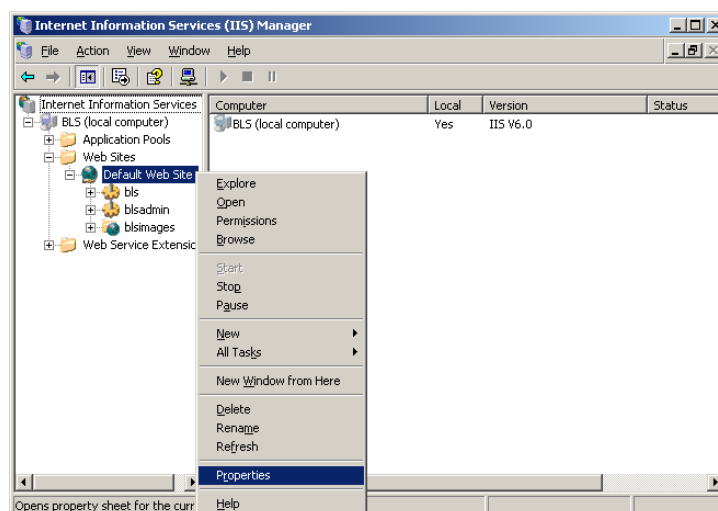 Internet Information Services (IIS) Manager
File Action View Window Help
Internet Information Services
Computer Local Version Status
BLS (local computer)
BLS (local computer) Yes IIS V6.0
Application Pools
Web Sites
Default Web Site
bls
blsadmin
blsimages
Web Service Extensic
Explore
Open
Permissions
Browse
Start
Stop
Pause
New
All Tasks
New Window from Here
Delete
Rename
Refresh
Properties
Help
Opens property sheet for the curr